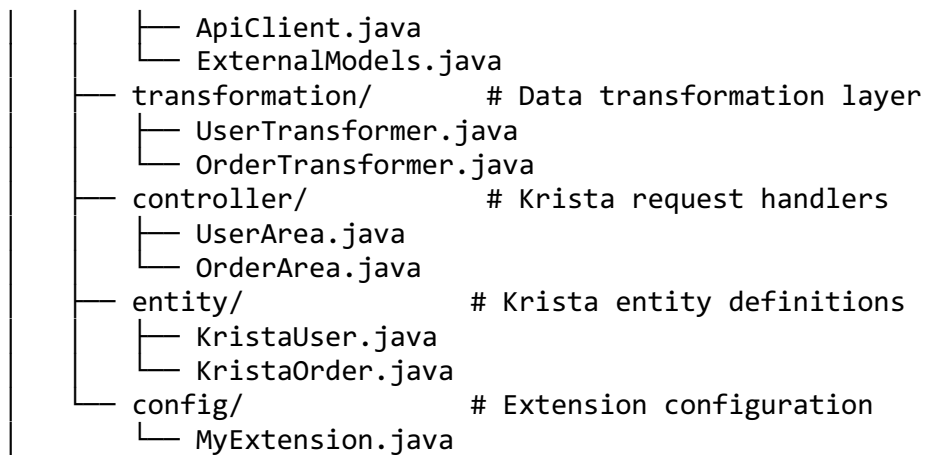 │   │   ├── ApiClient.java
│   │   └── ExternalModels.java
│   ├── transformation/       # Data transformation layer
│   │   ├── UserTransformer.java
│   │   └── OrderTransformer.java
│   ├── controller/           # Krista request handlers
│   │   ├── UserArea.java
│   │   └── OrderArea.java
│   ├── entity/              # Krista entity definitions
│   │   ├── KristaUser.java
│   │   └── KristaOrder.java
│   └── config/              # Extension configuration
│       └── MyExtension.java